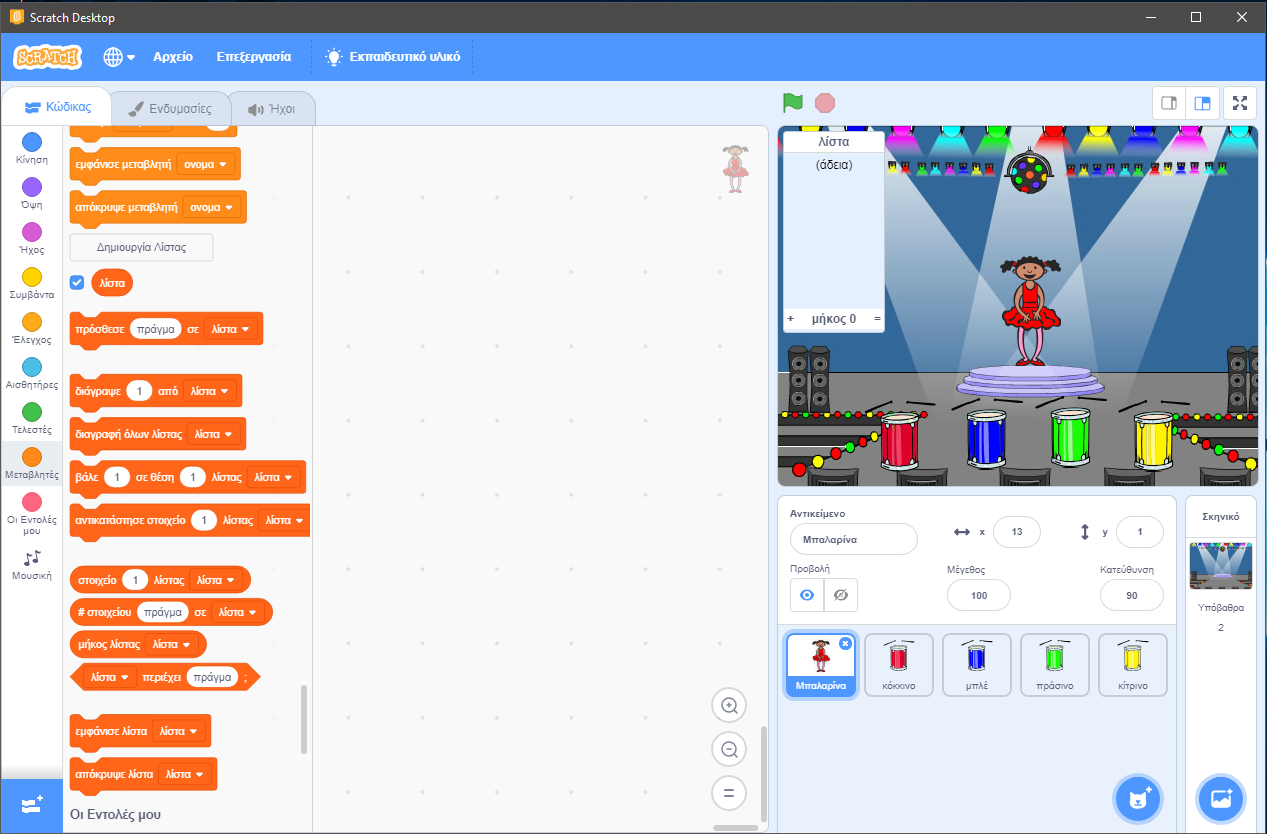 Scratch Desktop
SCRATCH
Αρχείο
Επεξεργασία
Εκπαιδευτικό υλικό
Κώδικας
Ενδυμασίες
Ήχοι
Κίνηση
Όψη
Ήχος
Συμβάντα
Έλεγχος
Αισθητήρες
Τελεστές
Μεταβλητές
Οι Εντολές
μου
Μουσική
εμφάνισε μεταβλητή ονομα
απόκρυψε μεταβλητή ονομα
Δημιουργία Λίστας
λίστα
πρόσθεσε πράγμα σε λίστα
διάγραψε 1 από λίστα
διαγραφή όλων λίστας λίστα
βάλε 1 σε θέση 1 λίστας λίστα
αντικατάστησε στοιχείο 1 λίστας λίστα
στοιχείο 1 λίστας λίστα
# στοιχείου πράγμα σε λίστα
μήκος λίστας λίστα
λίστα περιέχει πράγμα ;
εμφάνισε λίστα λίστα
απόκρυψε λίστα λίστα
Οι Εντολές μου
λίστα
(άδεια)
+ μήκος 0 =
Αντικείμενο
Μπαλαρίνα
x 13
y 1
Προβολή
Μέγεθος
100
Κατεύθυνση
90
Μπαλαρίνα
κόκκινο
μπλέ
πράσινο
κίτρινο
Σκηνικό
Υπόβαθρα
2